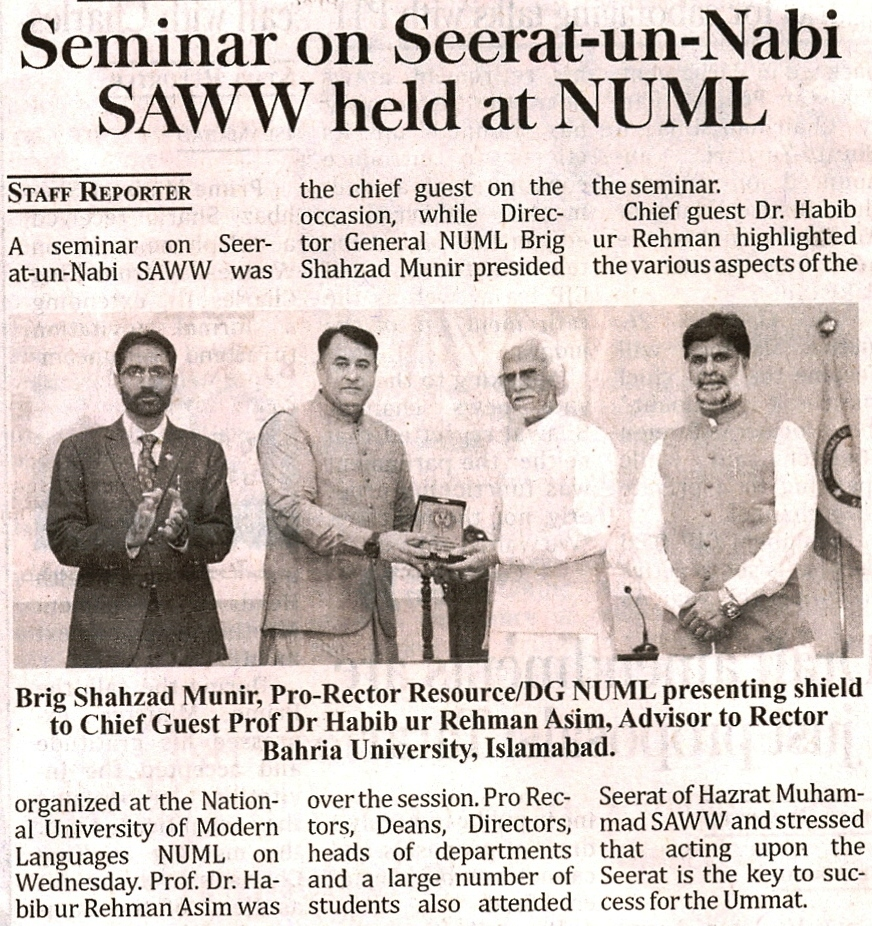 Seminar on Seerat-un-Nabi
SAWW held at NUML
STAFF REPORTER
A seminar on Seer-
at-un-Nabi SAWW was
organized at the Nation-
al University of Modern
Languages NUML on
Wednesday. Prof. Dr. Ha-
bib ur Rehman Asim was
the chief guest on the
occasion, while Direc-
tor General NUML Brig
Shahzad Munir presided
over the session. Pro Rec-
tors, Deans, Directors,
heads of departments
and a large number of
students also attended
the seminar.
Chief guest Dr. Habib
ur Rehman highlighted
the various aspects of the
Seerat of Hazrat Muham-
mad SAWW and stressed
that acting upon the
Seerat is the key to suc-
cess for the Ummat.
Brig Shahzad Munir, Pro-Rector Resource/DG NUML presenting shield
to Chief Guest Prof Dr Habib ur Rehman Asim, Advisor to Rector
Bahria University, Islamabad.